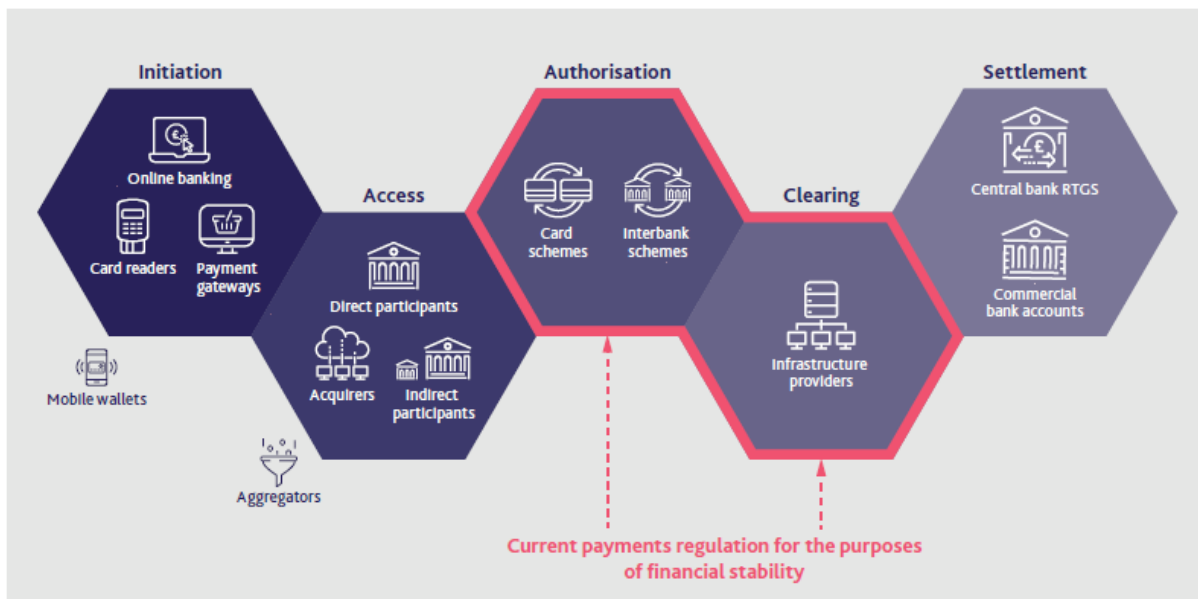 Initiation
Online banking
Card readers
Payment
gateways
Mobile wallets
Access
Direct participants
Acquirers
Indirect
participants
Aggregators
Authorisation
Card
schemes
Interbank
schemes
Clearing
Infrastructure
providers
Settlement
£
Central bank RTGS
Commercial
bank accounts
Current payments regulation for the purposes
of financial stability